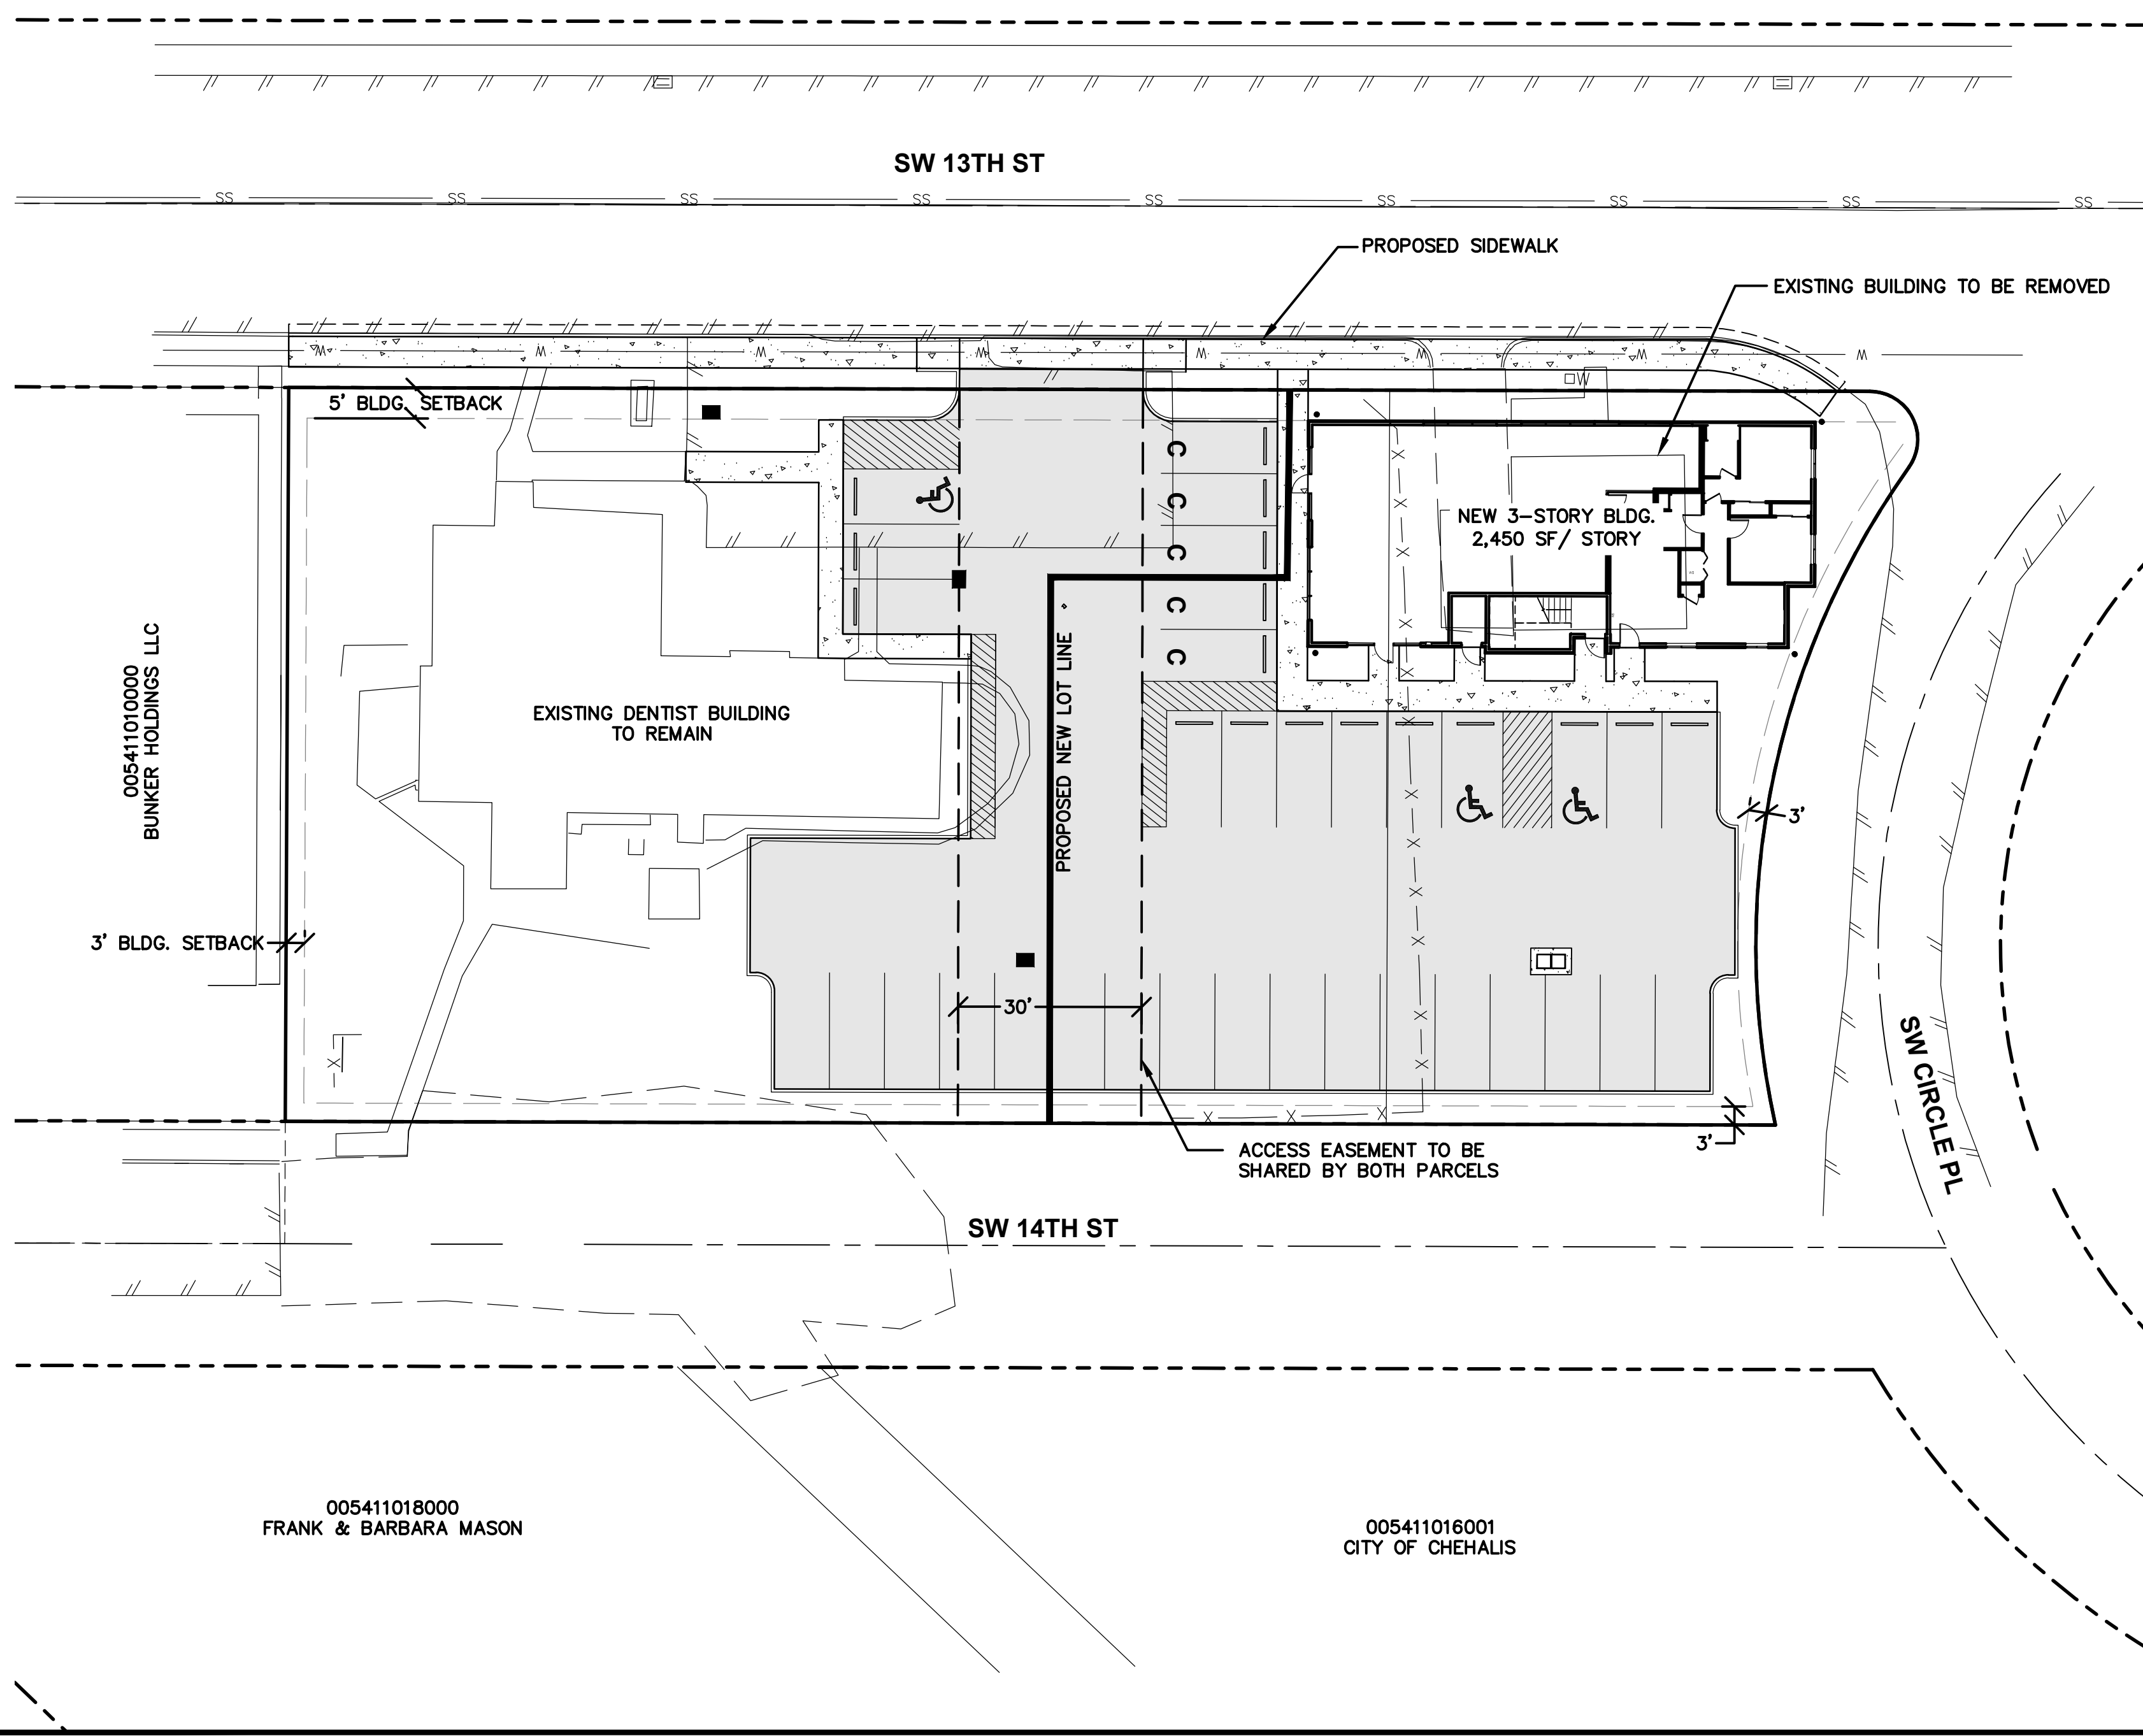 SW 13TH ST
SS SS SS SS SS SS SS SS SS
PROPOSED SIDEWALK
EXISTING BUILDING TO BE REMOVED
W W W W W W W W
W
5' BLDG. SETBACK
C
C
C
C
C
NEW 3-STORY BLDG.
2,450 SF/ STORY
005411010000
BUNKER HOLDINGS LLC
EXISTING DENTIST BUILDING
TO REMAIN
PROPOSED NEW LOT LINE
3'
3' BLDG. SETBACK
30'
SW CIRCLE PL
3'
ACCESS EASEMENT TO BE
SHARED BY BOTH PARCELS
SW 14TH ST
005411018000
FRANK & BARBARA MASON
005411016001
CITY OF CHEHALIS